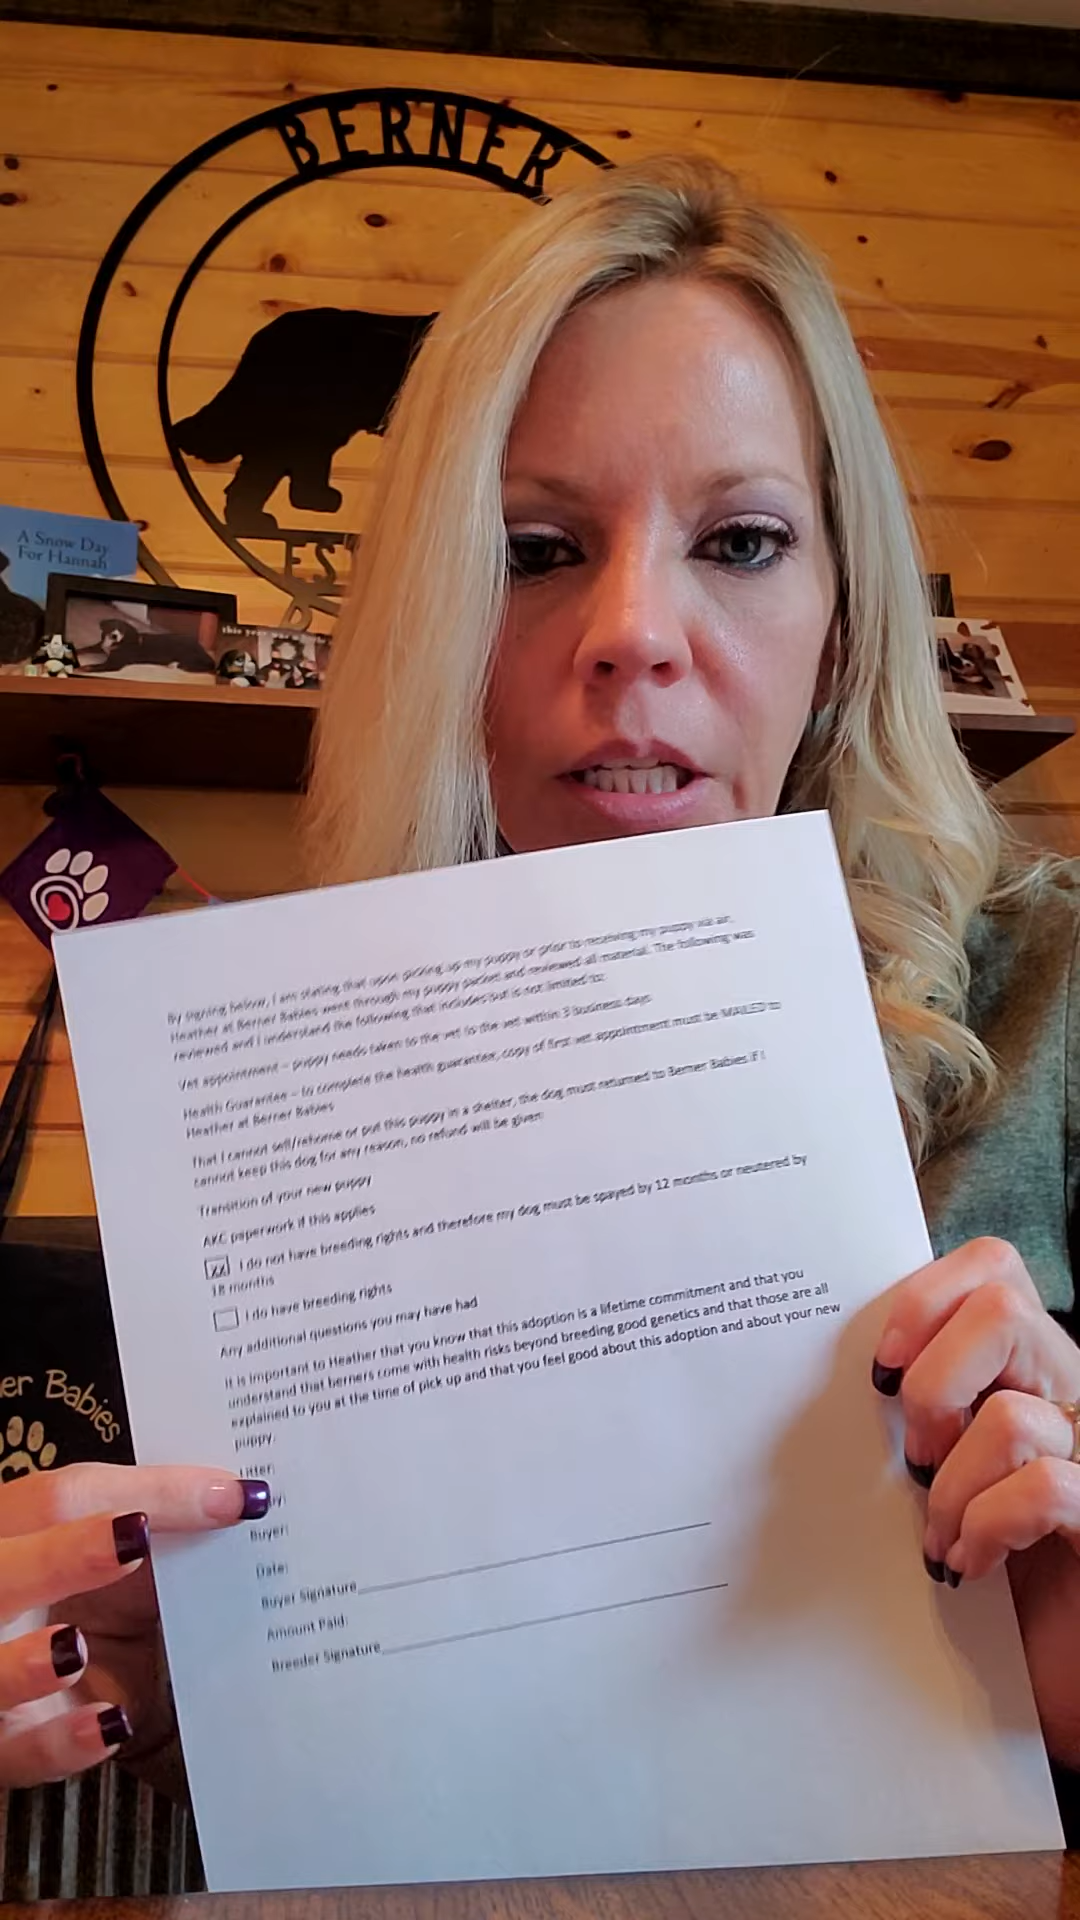 BERNER
EST
A Snow Day
For Hannah
this year
By signing below, I am stating that upon picking up my puppy or prior to receiving my puppy via air,
Heather at Berner Babies went through my puppy packet and reviewed all material. The following was
reviewed and I understand the following that includes but is not limited to:
Vet appointment – puppy needs taken to the vet to the vet within 3 business days
Health Guarantee – to complete the health guarantee, copy of first vet appointment must be MAILED to
Heather at Berner Babies
That I cannot sell/rehome or put this puppy in a shelter, the dog must returned to Berner Babies if I
cannot keep this dog for any reason, no refund will be given
Transition of your new puppy
AKC paperwork if this applies
XX I do not have breeding rights and therefore my dog must be spayed by 12 months or neutered by
18 months
I do have breeding rights
Any additional questions you may have had
It is important to Heather that you know that this adoption is a lifetime commitment and that you
understand that berners come with health risks beyond breeding good genetics and that those are all
explained to you at the time of pick up and that you feel good about this adoption and about your new
puppy.
Litter:
Buyer:
Date:
Buyer Signature
Amount Paid:
Breeder Signature
er Babies